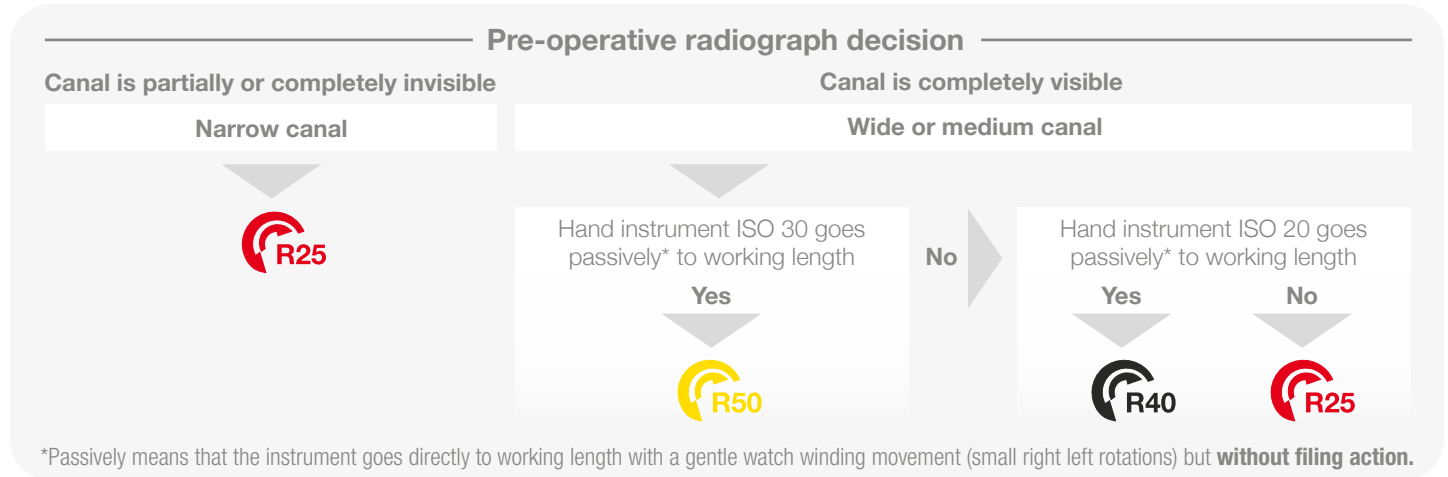 Pre-operative radiograph decision
Canal is partially or completely invisible
Narrow canal
R25
Canal is completely visible
Wide or medium canal
Hand instrument ISO 30 goes
passively* to working length
Yes
R50
No
Hand instrument ISO 20 goes
passively* to working length
Yes
R40
No
R25
*Passively means that the instrument goes directly to working length with a gentle watch winding movement (small right left rotations) but without filing action.